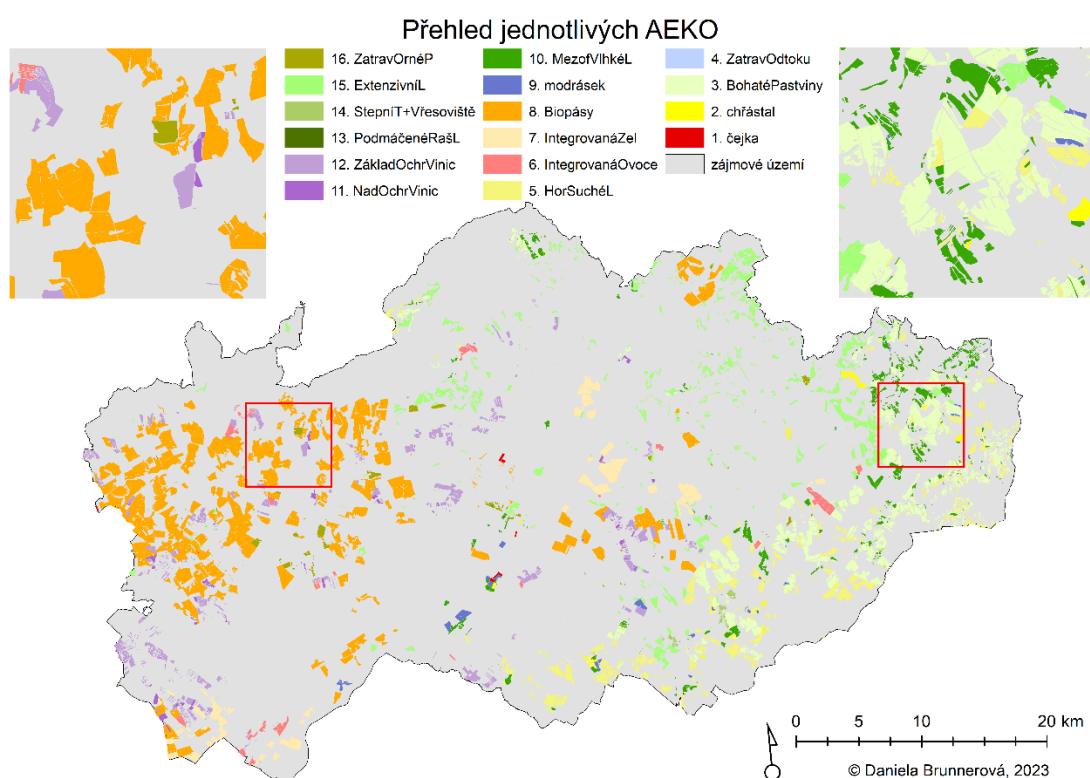 Přehled jednotlivých AEKO
16. ZatravOrnéP
15. ExtenzivníL
14. StepníT+Vřesoviště
13. PodmáčenéRašL
12. ZákladOchrVinic
11. NadOchrVinic
10. MezofVlhkéL
9. modrásek
8. Biopásy
7. IntegrovanáZel
6. IntegrovanáOvoce
5. HorSuchéL
4. ZatravOdtoku
3. BohatéPastviny
2. chřástal
1. čejka
zájmové území
0 5 10 20 km
© Daniela Brunnerová, 2023